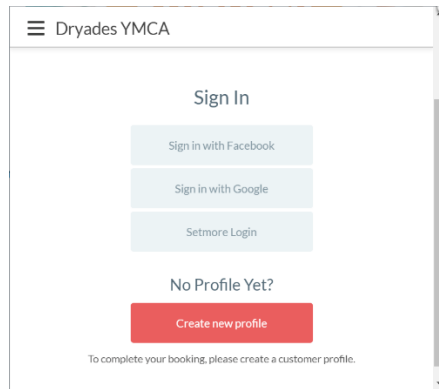 Dryades YMCA
Sign In
Sign in with Facebook
Sign in with Google
Setmore Login
No Profile Yet?
Create new profile
To complete your booking, please create a customer profile.